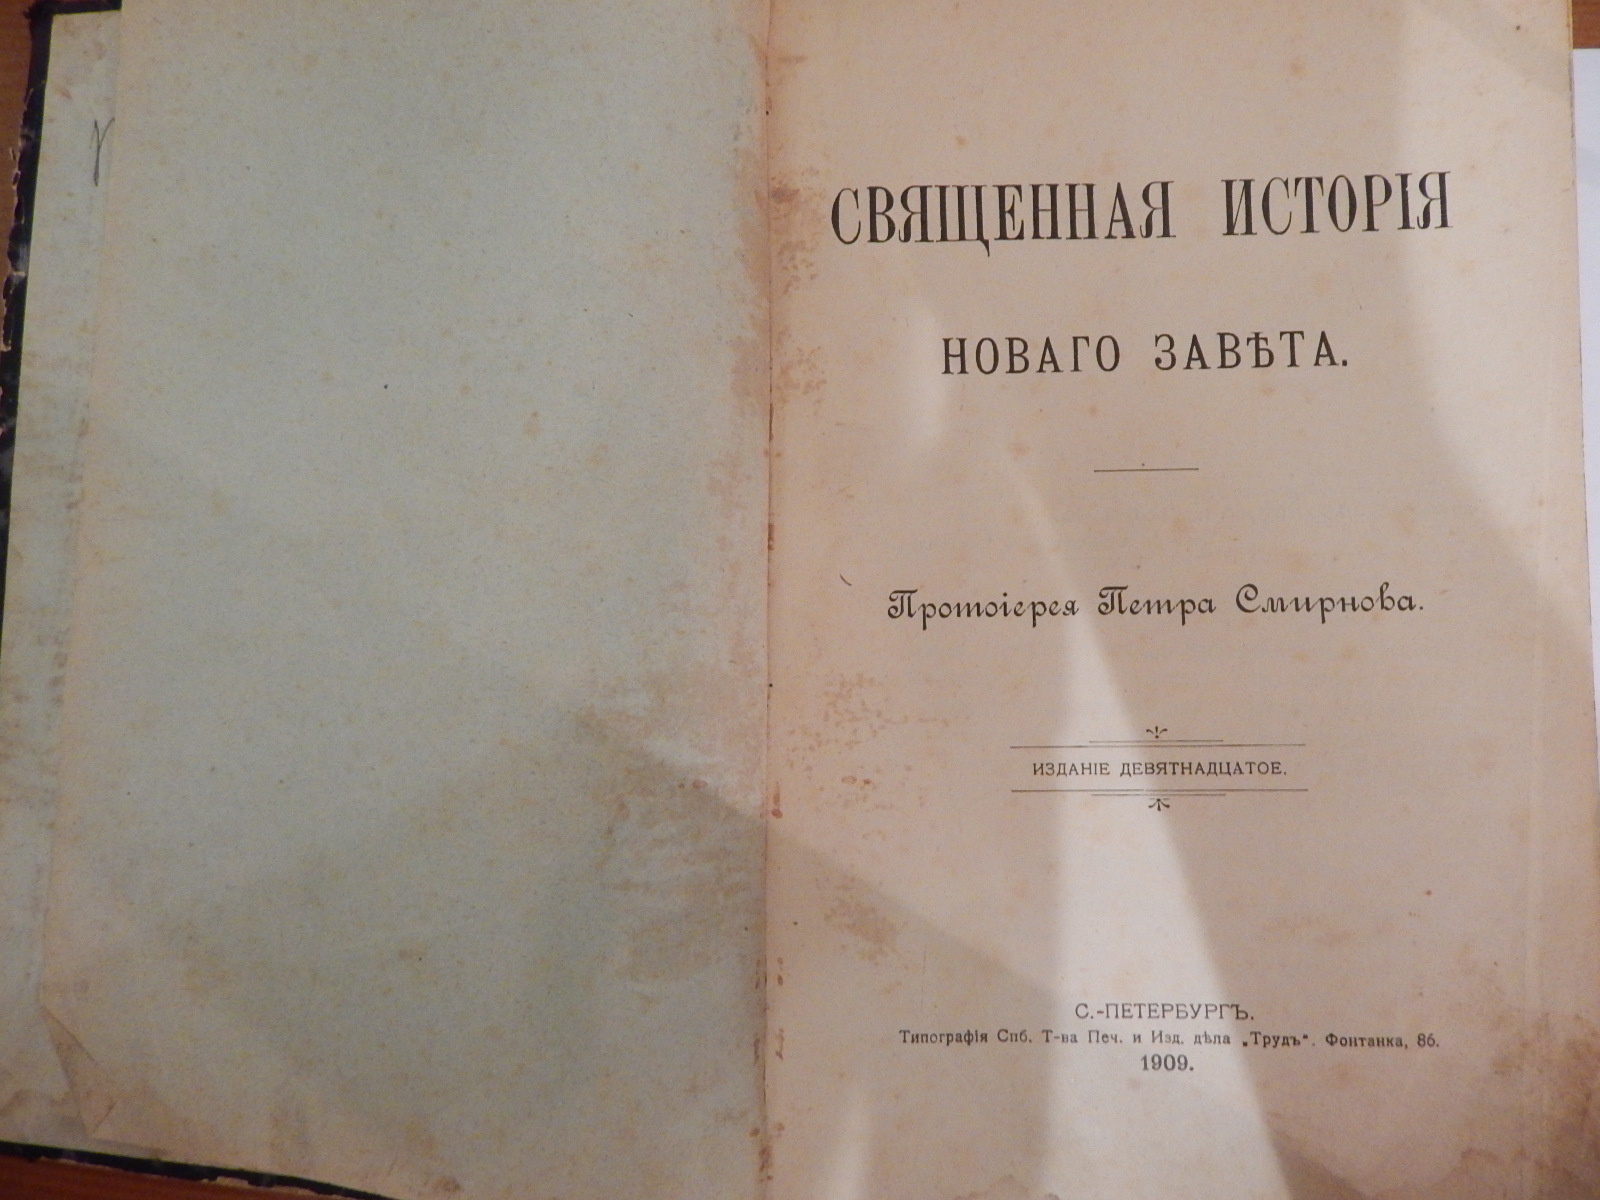 СВЯЩЕННАЯ ИСТОРІЯ
НОВАГО ЗАВѢТА.
Протоіерея Петра Смирнова.
ИЗДАНІЕ ДЕВЯТНАДЦАТОЕ.
С.-ПЕТЕРБУРГЪ.
Типографія Спб. Т-ва Печ. и Изд. дѣла „Трудъ“. Фонтанка, 86.
1909.